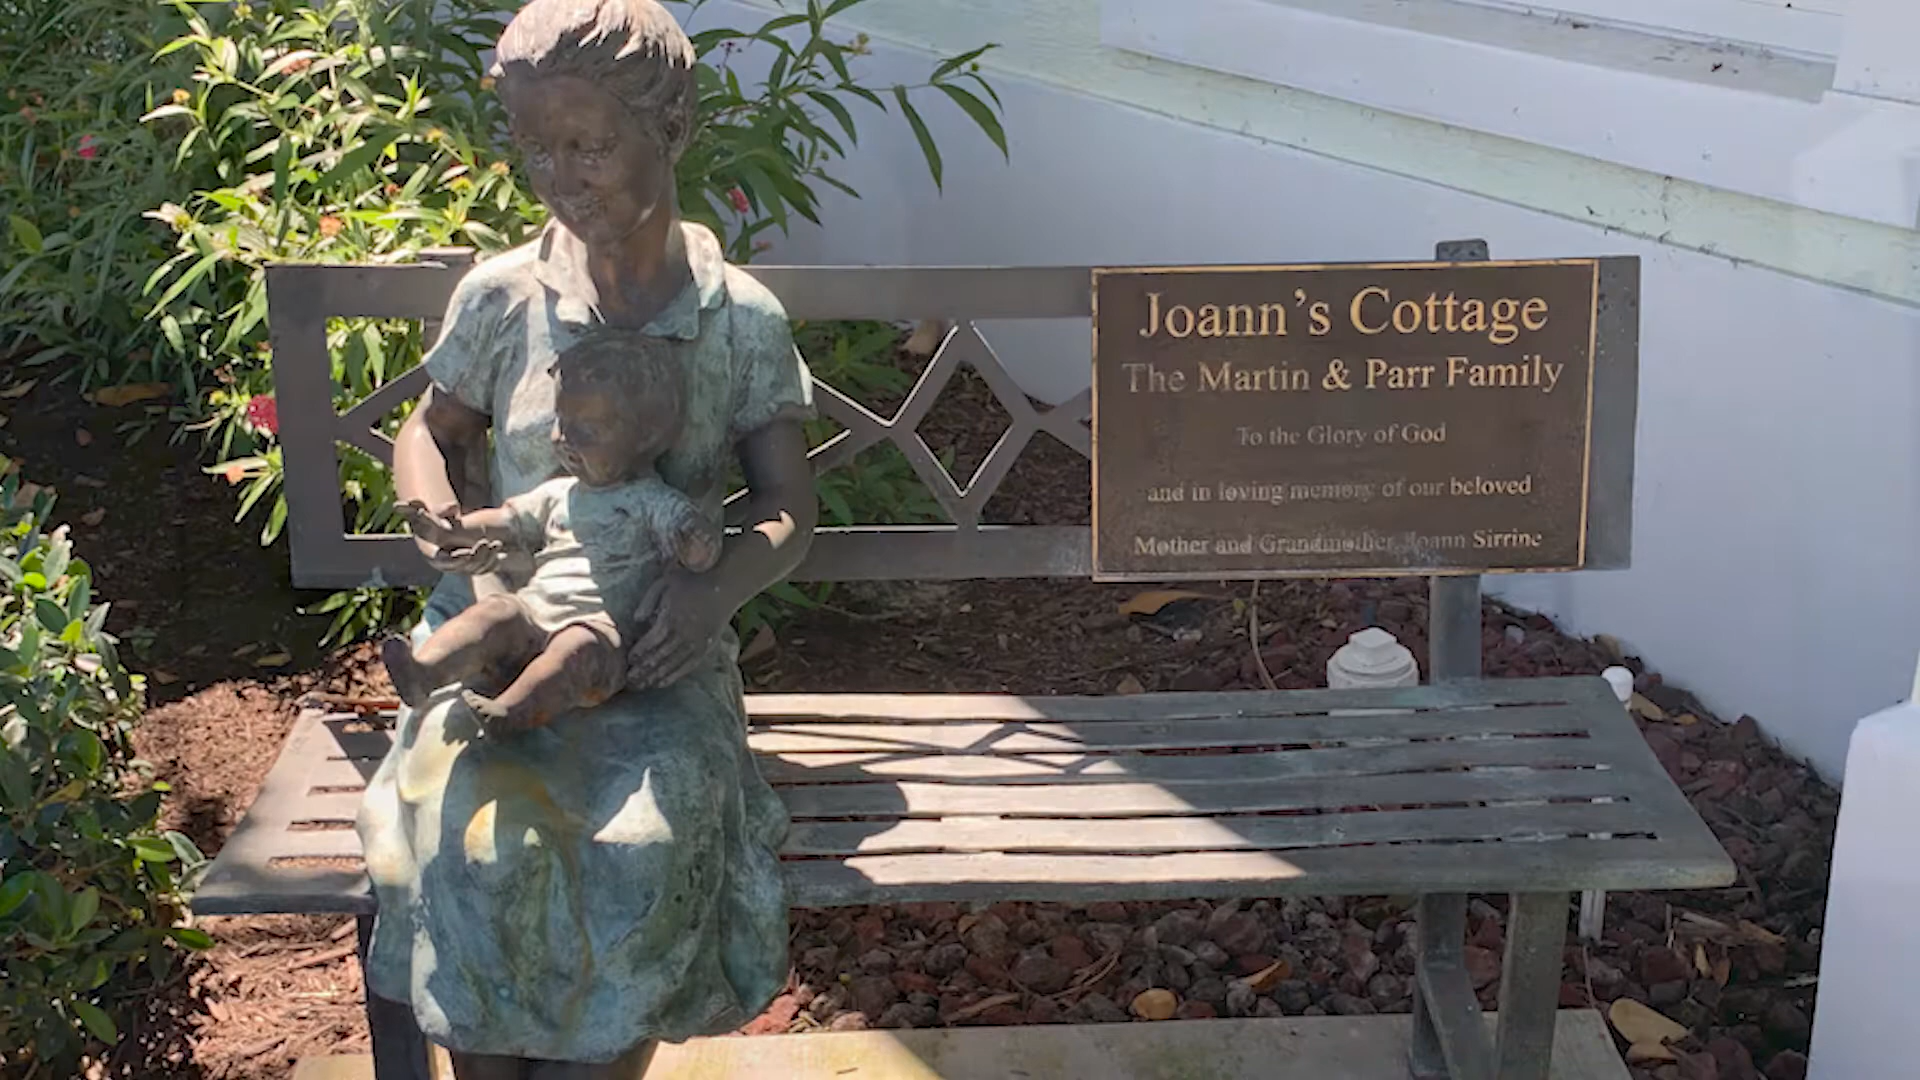 Joann's Cottage
The Martin & Parr Family
To the Glory of God
and in loving memory of our beloved
Mother and Grandmother, Joann Sirrine